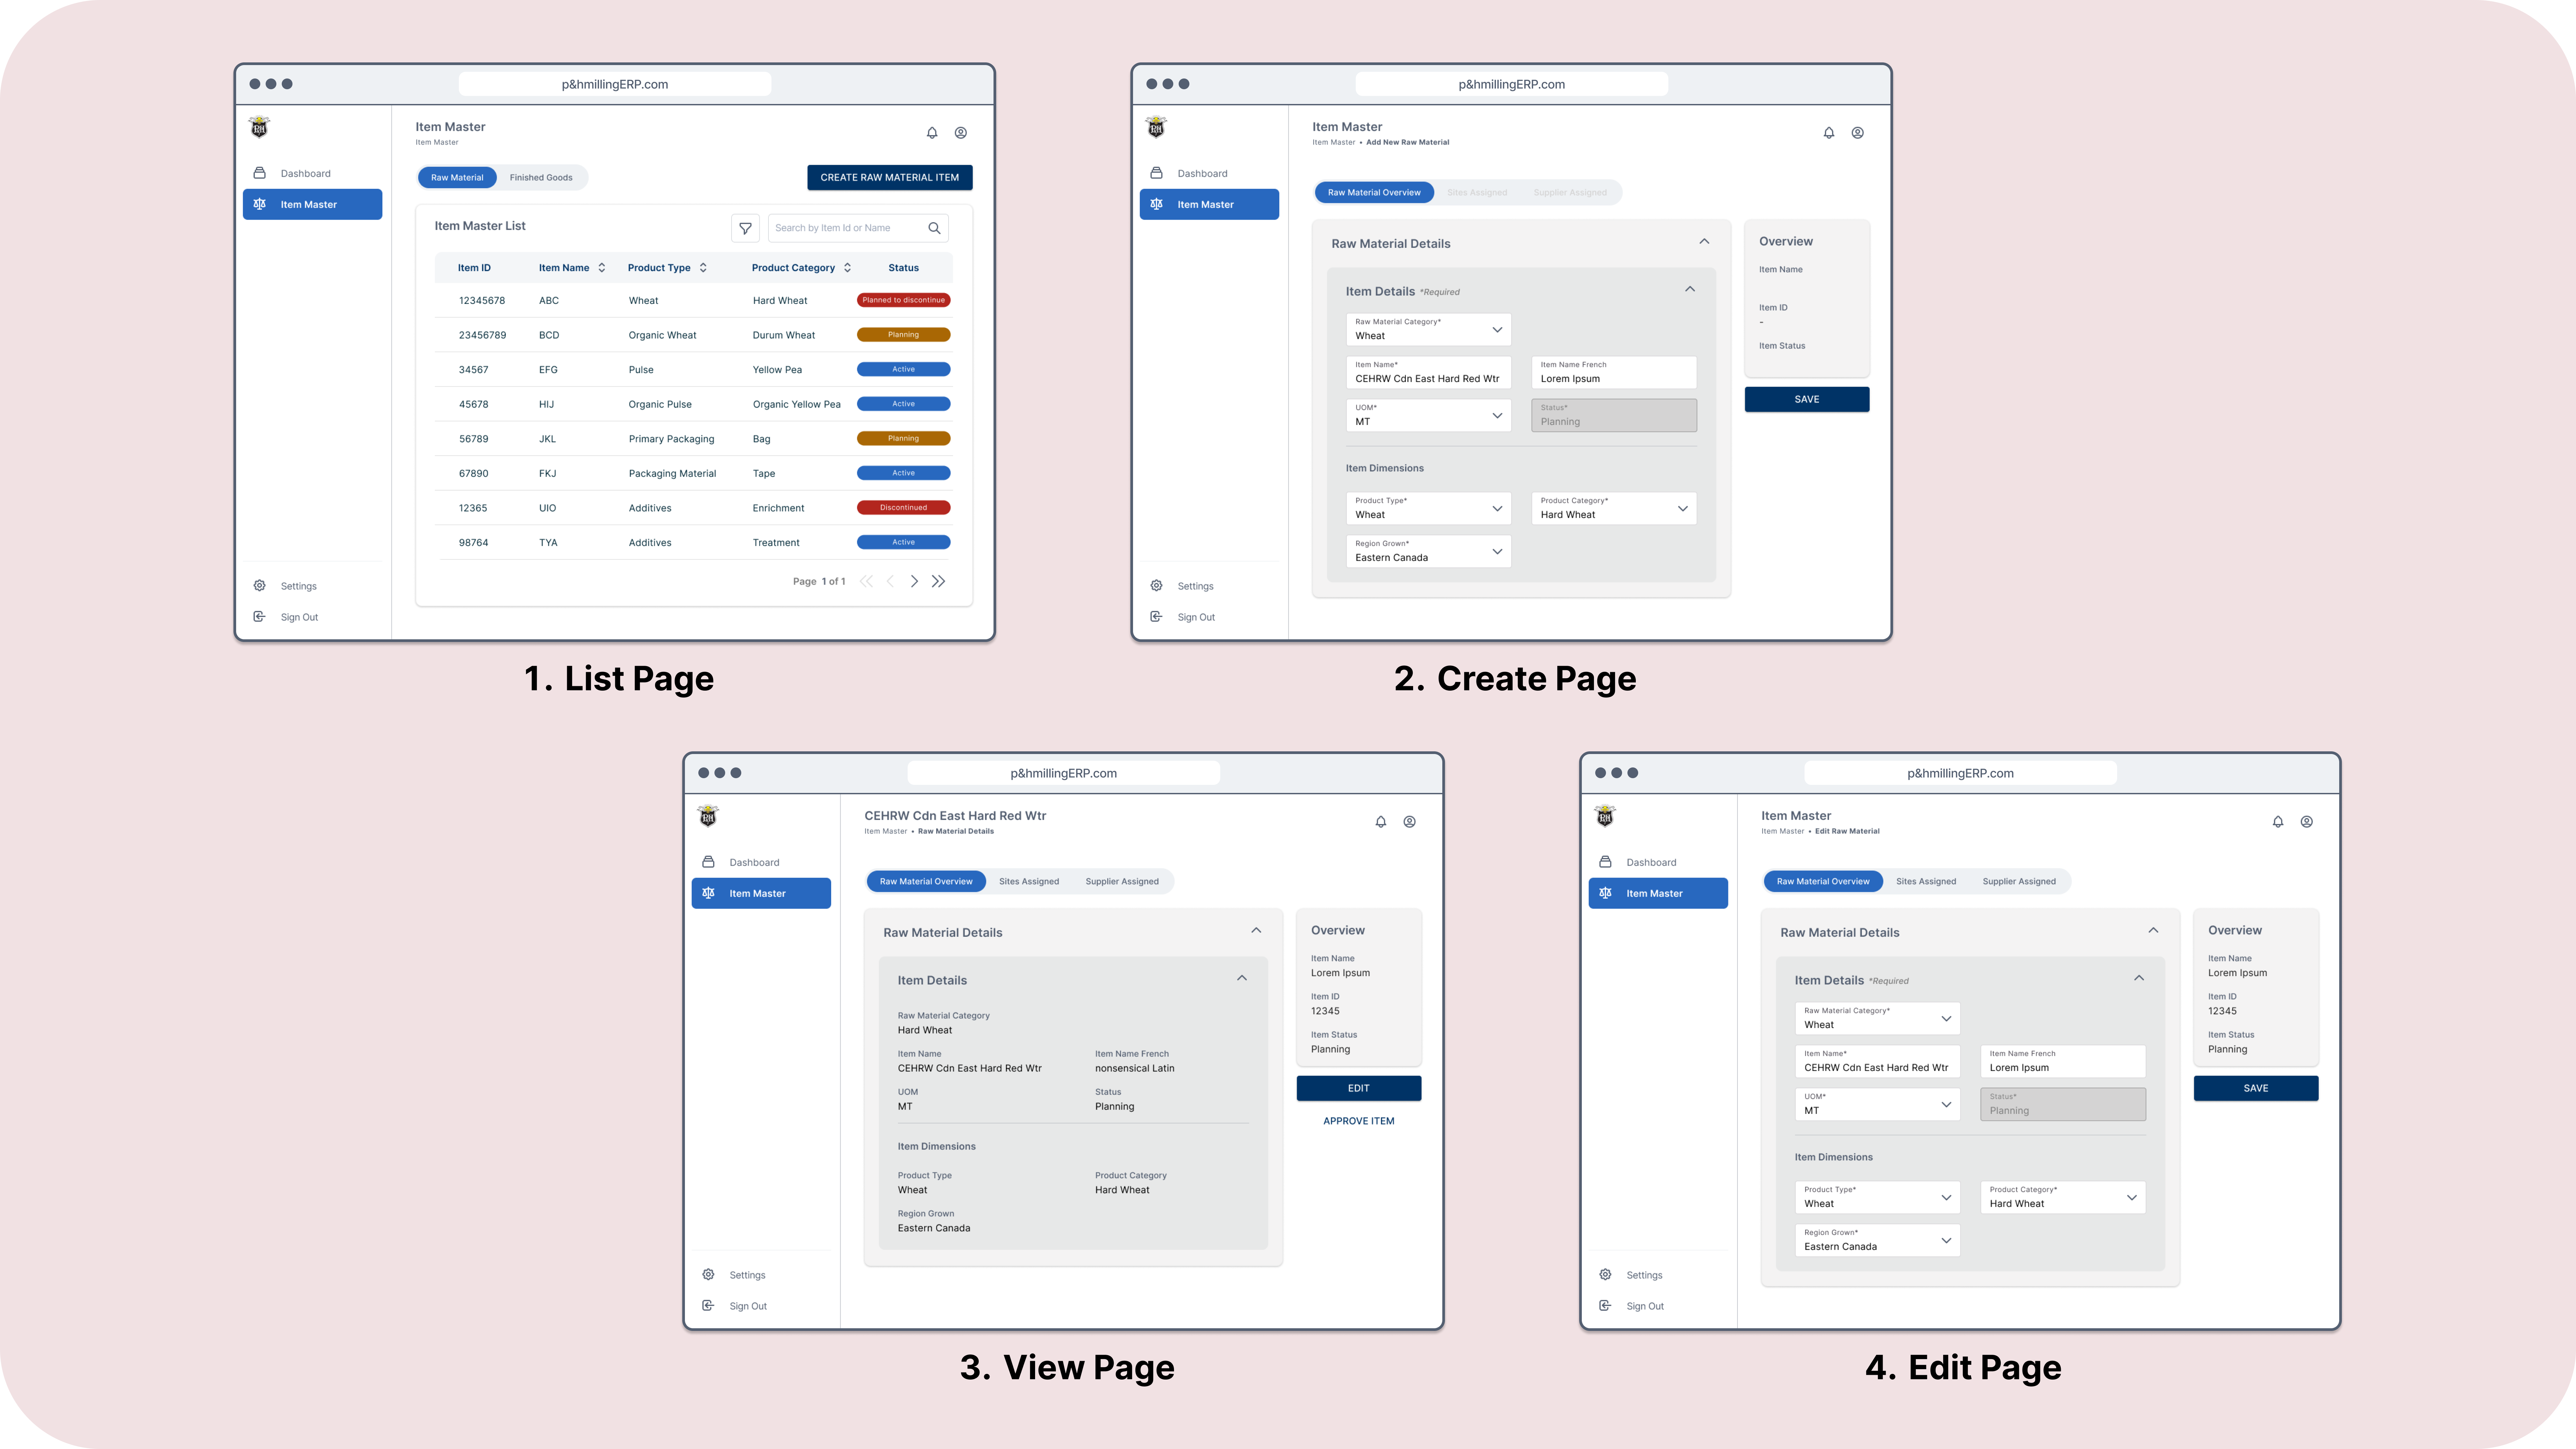 p&hmillingERP.com
PH
Dashboard
Item Master
Settings
Sign Out
Item Master
Item Master
Raw Material Finished Goods
CREATE RAW MATERIAL ITEM
Item Master List
Search by Item Id or Name
Item ID Item Name Product Type Product Category Status
12345678 ABC Wheat Hard Wheat Planned to discontinue
23456789 BCD Organic Wheat Durum Wheat Planning
34567 EFG Pulse Yellow Pea Active
45678 HIJ Organic Pulse Organic Yellow Pea Active
56789 JKL Primary Packaging Bag Planning
67890 FKJ Packaging Material Tape Active
12365 UIO Additives Enrichment Discontinued
98764 TYA Additives Treatment Active
Page 1 of 1
1. List Page
p&hmillingERP.com
PH
Dashboard
Item Master
Settings
Sign Out
Item Master
Item Master • Add New Raw Material
Raw Material Overview Sites Assigned Supplier Assigned
Raw Material Details
Item Details *Required
Raw Material Category*
Wheat
Item Name* Item Name French
CEHRW Cdn East Hard Red Wtr Lorem Ipsum
UOM* Status*
MT Planning
Item Dimensions
Product Type* Product Category*
Wheat Hard Wheat
Region Grown*
Eastern Canada
Overview
Item Name
Item ID
-
Item Status
SAVE
2. Create Page
p&hmillingERP.com
PH
Dashboard
Item Master
Settings
Sign Out
CEHRW Cdn East Hard Red Wtr
Item Master • Raw Material Details
Raw Material Overview Sites Assigned Supplier Assigned
Raw Material Details
Item Details
Raw Material Category
Hard Wheat
Item Name Item Name French
CEHRW Cdn East Hard Red Wtr nonsensical Latin
UOM Status
MT Planning
Item Dimensions
Product Type Product Category
Wheat Hard Wheat
Region Grown
Eastern Canada
Overview
Item Name
Lorem Ipsum
Item ID
12345
Item Status
Planning
EDIT
APPROVE ITEM
3. View Page
p&hmillingERP.com
PH
Dashboard
Item Master
Settings
Sign Out
Item Master
Item Master • Edit Raw Material
Raw Material Overview Sites Assigned Supplier Assigned
Raw Material Details
Item Details *Required
Raw Material Category*
Wheat
Item Name* Item Name French
CEHRW Cdn East Hard Red Wtr Lorem Ipsum
UOM* Status*
MT Planning
Item Dimensions
Product Type* Product Category*
Wheat Hard Wheat
Region Grown*
Eastern Canada
Overview
Item Name
Lorem Ipsum
Item ID
12345
Item Status
Planning
SAVE
4. Edit Page